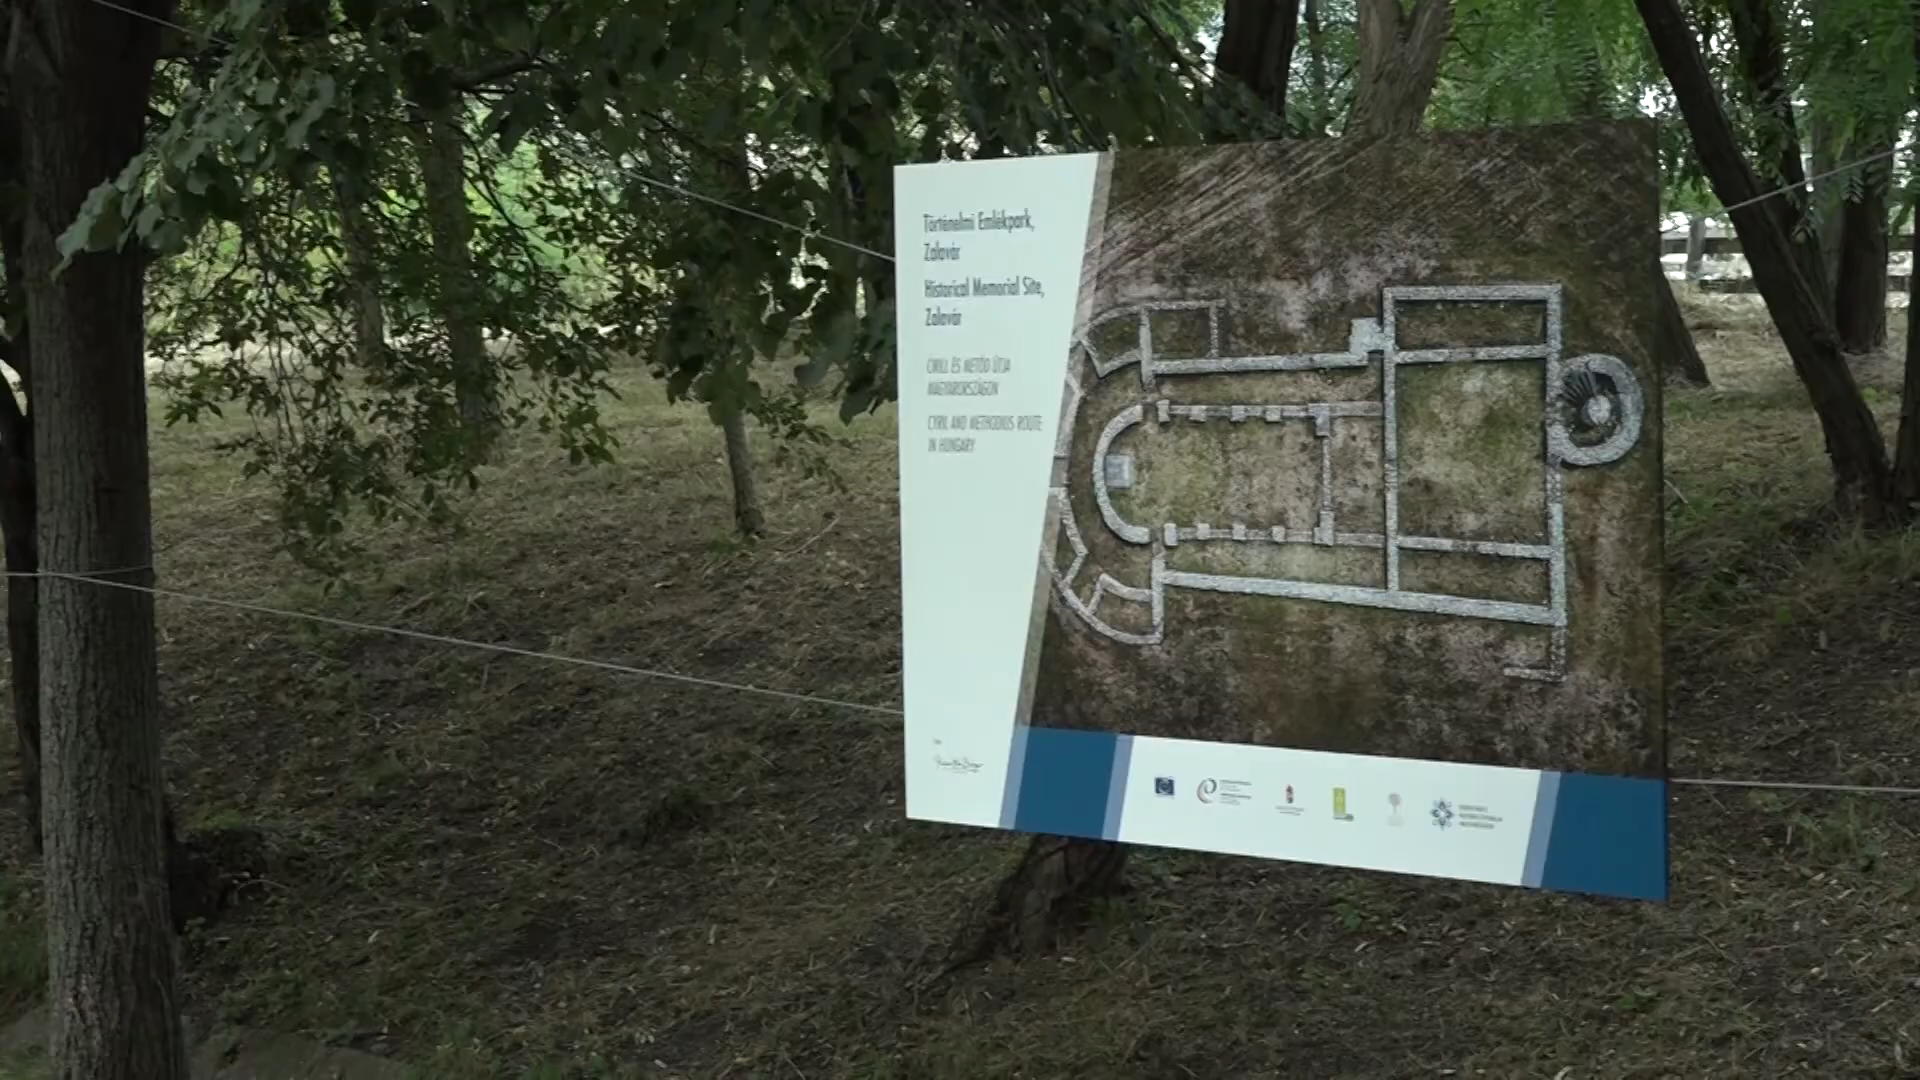 Történelmi Emlékpark,
Zalavár
Historical Memorial Site,
Zalavár
CIRILL ÉS METÓD ÚTJA
MAGYARORSZÁGON
CYRIL AND METHODIUS ROUTE
IN HUNGARY